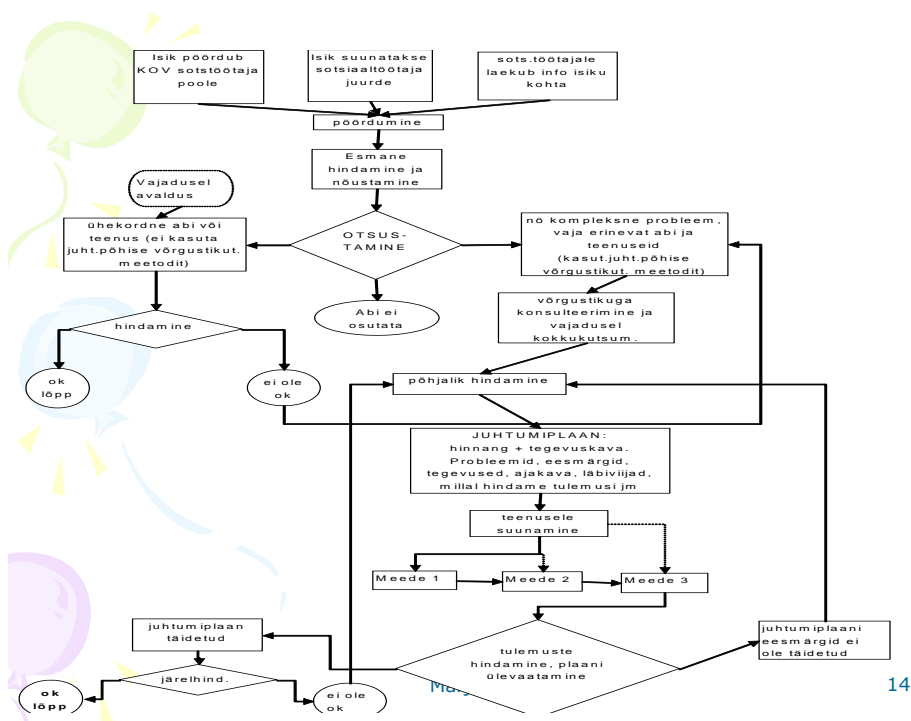 Isik pöördub
KOV sotstöötaja
poole
Isik suunatakse
sotsiaaltöötaja
juurde
sots.töötajale
laekub info isiku
kohta
pöördumine
Esmane
hindamine ja
nõustamine
Vajadusel
avaldus
ühekordne abi või
teenus (ei kasuta
juht.põhise võrgustikut.
meetodit)
OTSUS-
TAMINE
nö kompleksne probleem,
vaja erinevat abi ja
teenuseid
(kasut.juht.põhise
võrgustikut. meetodit)
Abi ei
osutata
võrgustikuga
konsulteerimine ja
vajadusel
kokkukutsum.
hindamine
ok
lõpp
ei ole
ok
põhjalik hindamine
JUHTUMIPLAAN:
hinnang + tegevuskava.
Probleemid, eesmärgid,
tegevused, ajakava, läbiviijad,
millal hindame tulemusi jm
teenusele
suunamine
Meede 1
Meede 2
Meede 3
juhtumiplaan
täidetud
tulemuste
hindamine, plaani
ülevaatamine
juhtumiplaani
eesmärgid ei
ole täidetud
järelhind.
ok
lõpp
ei ole
ok
14